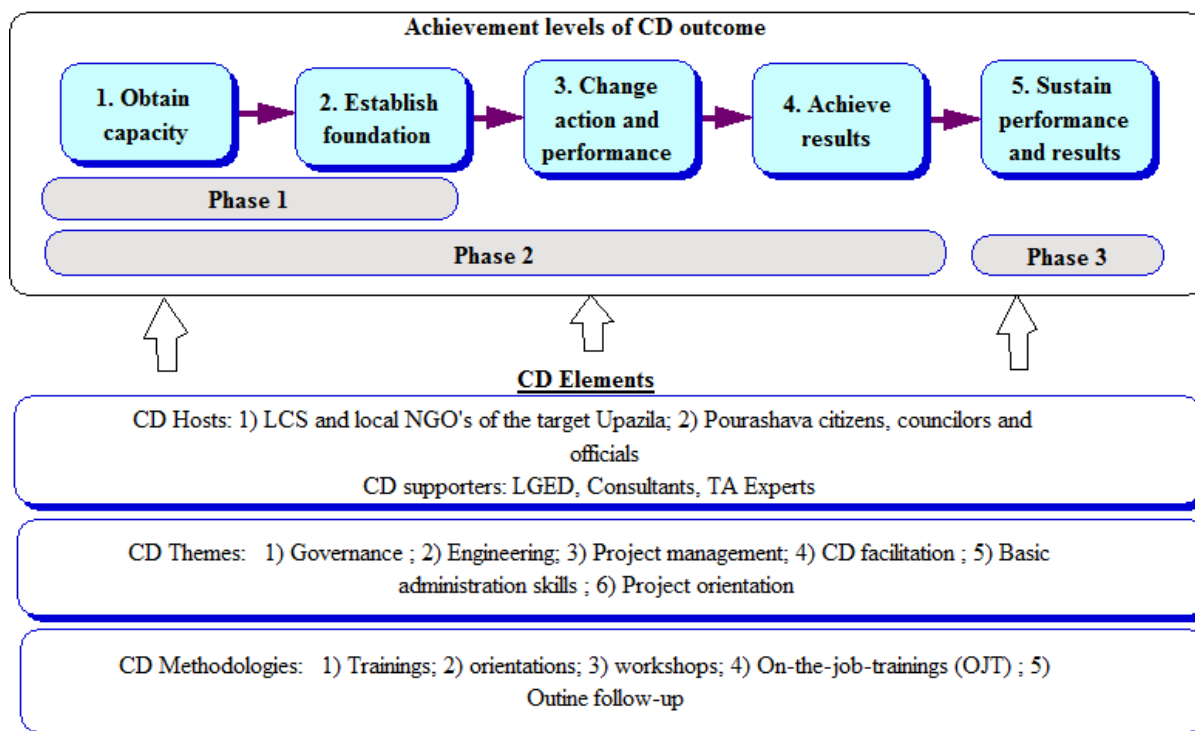 Achievement levels of CD outcome
1. Obtain
capacity
2. Establish
foundation
3. Change
action and
performance
4. Achieve
results
5. Sustain
performance
and results
Phase 1
Phase 2
Phase 3
CD Elements
CD Hosts: 1) LCS and local NGO's of the target Upazila; 2) Pourashava citizens, councilors and
officials
CD supporters: LGED, Consultants, TA Experts
CD Themes: 1) Governance ; 2) Engineering; 3) Project management; 4) CD facilitation ; 5) Basic
administration skills ; 6) Project orientation
CD Methodologies: 1) Trainings; 2) orientations; 3) workshops; 4) On-the-job-trainings (OJT) ; 5)
Outine follow-up